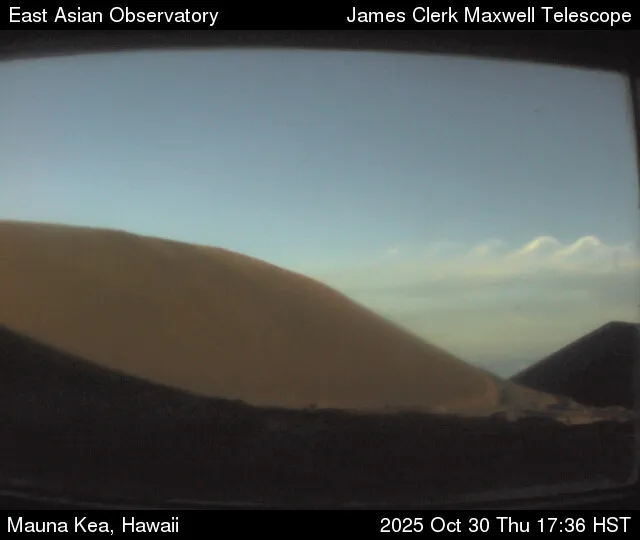 East Asian Observatory
James Clerk Maxwell Telescope
Mauna Kea, Hawaii
2025 Oct 30 Thu 17:36 HST